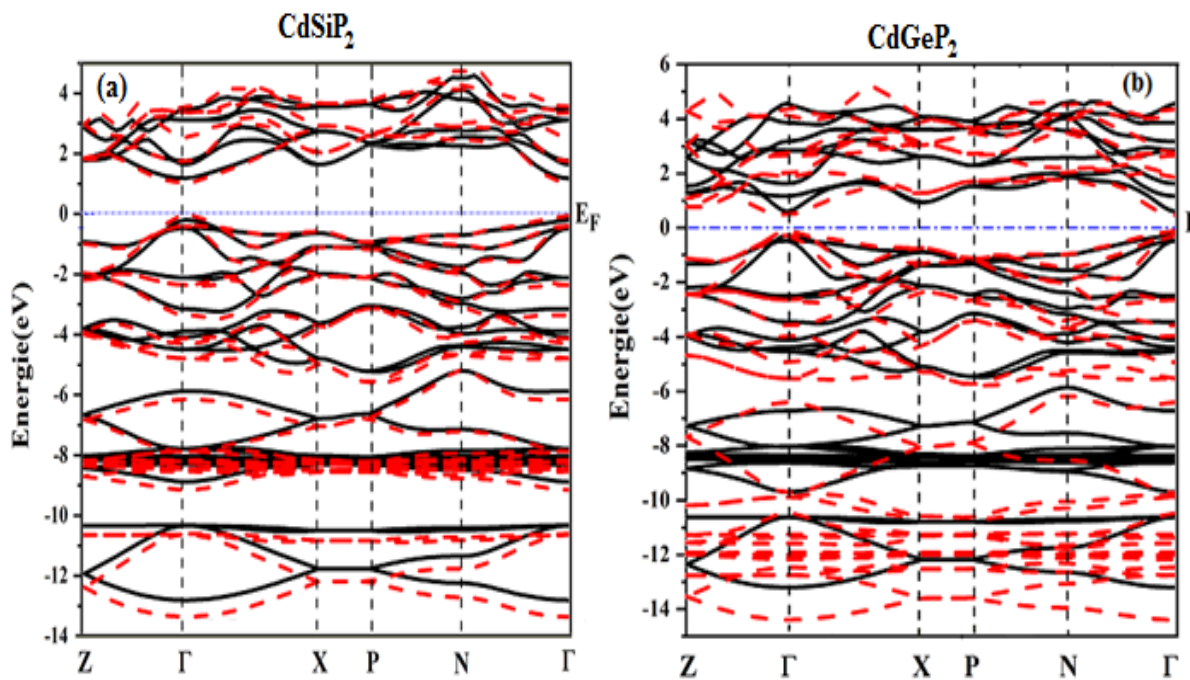 CdSiP₂
(a)
4
2
0
-2
-4
-6
-8
-10
-12
-14
Energie(eV)
E_F
Z Γ X P N Γ
CdGeP₂
(b)
6
4
2
0
-2
-4
-6
-8
-10
-12
-14
Energie(eV)
Z Γ X P N Γ